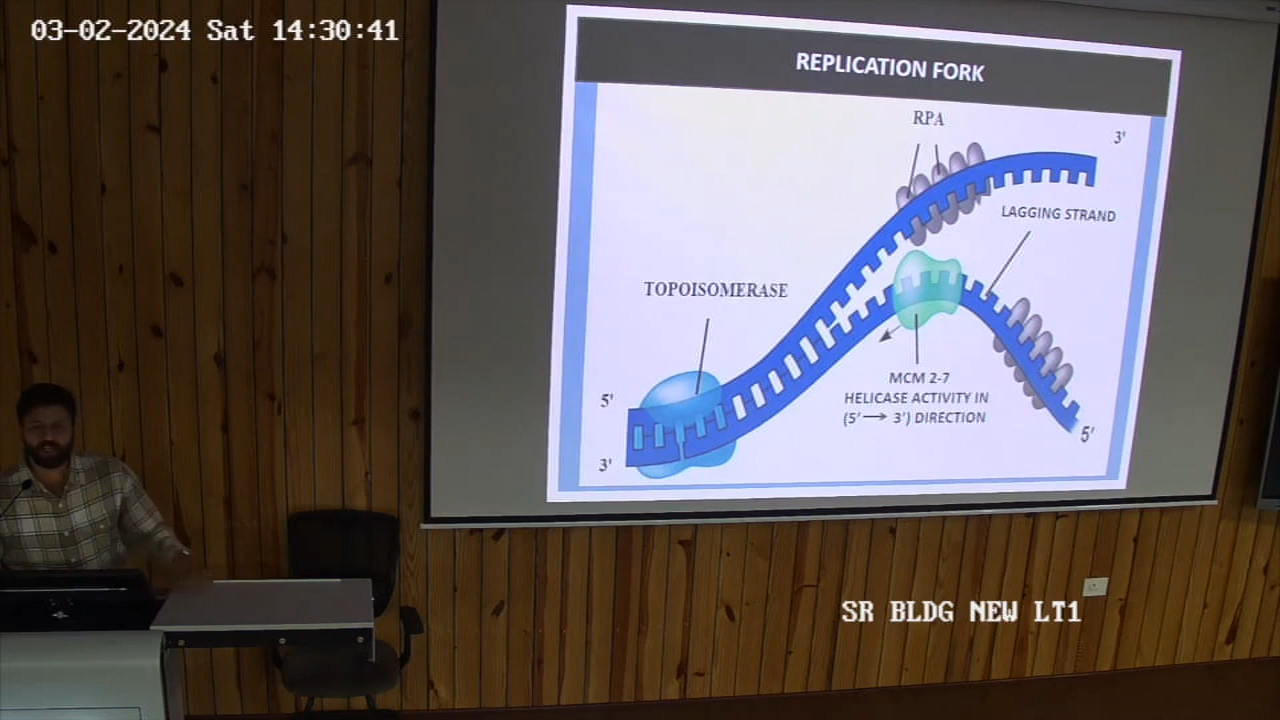 03-02-2024 Sat 14:30:41
REPLICATION FORK
RPA
3'
LAGGING STRAND
TOPOISOMERASE
MCM 2-7
HELICASE ACTIVITY IN
(5' → 3') DIRECTION
5'
3'
5'
SR BLDG NEW LT1